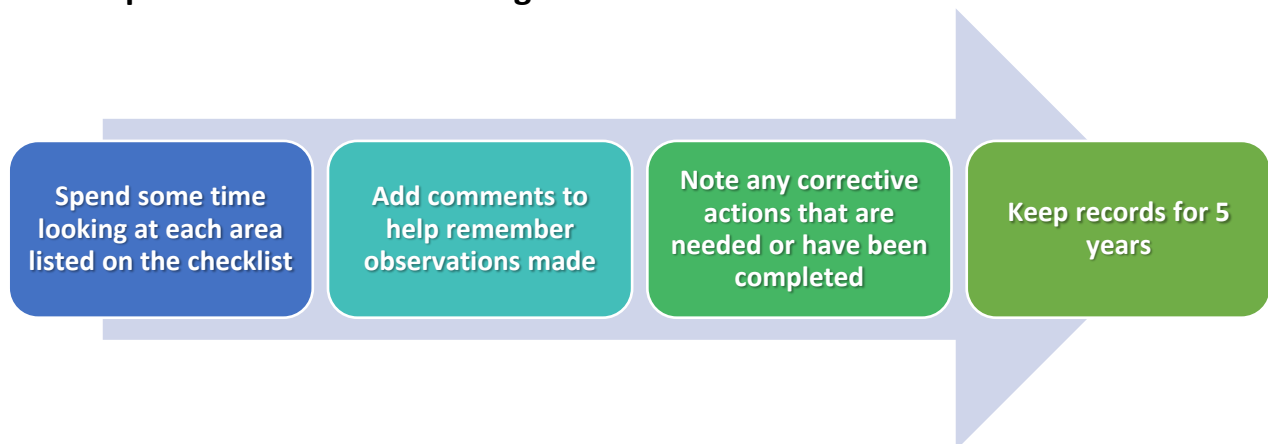 Spend some time
looking at each area
listed on the checklist
Add comments to
help remember
observations made
Note any corrective
actions that are
needed or have been
completed
Keep records for 5
years